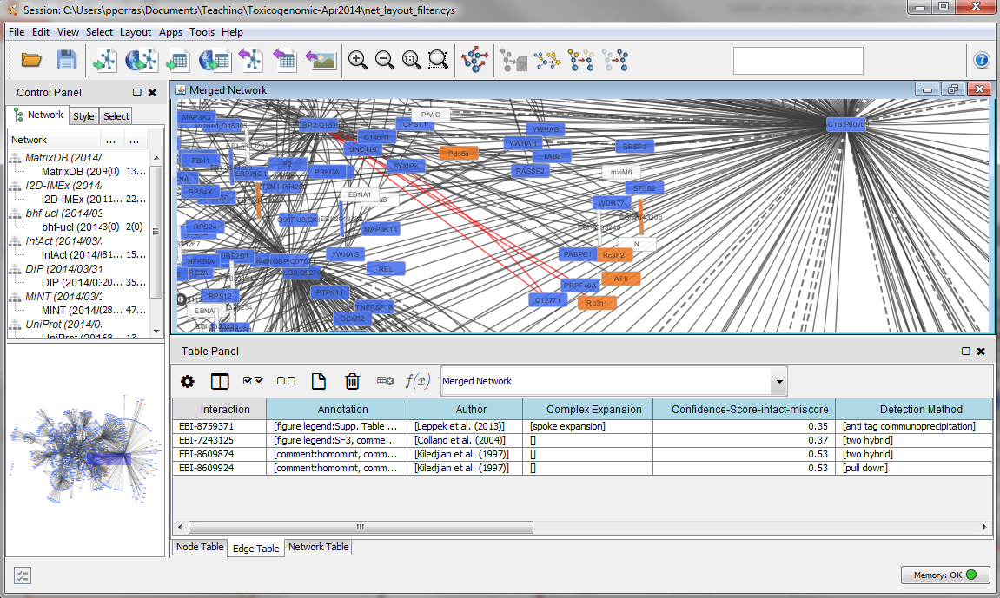 Session: C:\Users\pporras\Documents\Teaching\Toxicogenomic-Apr2014\net_layout_filter.cys
File Edit View Select Layout Apps Tools Help
Control Panel
Network Style Select
Network ... ...
MatrixDB (2014/
MatrixDB (209(0) 13...
I2D-IMEx (2014/
I2D-IMEx (2011... 22...
bhf-ucl (2014/03
bhf-ucl (2014 3(0) 2(0)
IntAct (2014/03/.
IntAct (2014/ 81... 15...
DIP (2014/03/31
DIP (2014/03 20... 35...
MINT (2014/03/3
MINT (2014/ 28... 47...
UniProt (2014/0.
UniProt (20168 13
Merged Network
MAP3K3
P/V/C
CPSF1
C14orf1
UNC119
SYMPK
PRKCA
FBN1
EBNA1
RPS4X
RPS24
MAP3K14
YWHAG
REL
NFKBIA
UBE2D1
RPS12
PTPN11
TNFRSF1B
CCAR2
EBNA
YWHAB
YWHAH
TAB2
RASSF2
Pds5a
SRSF3
mviM6
SF3B2
WDR77
N
PABPC1
Rc3h2
Aif1l
PRPF40A
Q12771
Rc3h1
Table Panel
f(x)
Merged Network
interaction Annotation Author Complex Expansion Confidence-Score-intact-miscore Detection Method
EBI-8759371 [figure legend:Supp. Table ... [Leppek et al. (2013)] [spoke expansion] 0.35 [anti tag coimmunoprecipitation]
EBI-7243125 [figure legend:SF3, comme... [Colland et al. (2004)] [] 0.37 [two hybrid]
EBI-8609874 [comment:homomint, comm... [Kiledjian et al. (1997)] [] 0.53 [two hybrid]
EBI-8609924 [comment:homomint, comm... [Kiledjian et al. (1997)] [] 0.53 [pull down]
Node Table Edge Table Network Table
Memory: OK